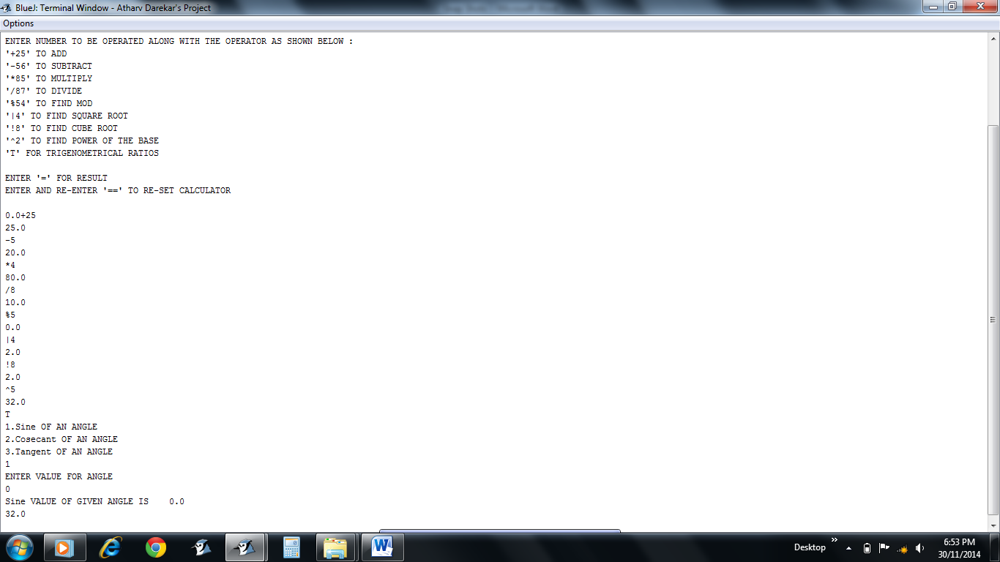 BlueJ: Terminal Window - Atharv Darekar's Project
Options
ENTER NUMBER TO BE OPERATED ALONG WITH THE OPERATOR AS SHOWN BELOW :
'+25' TO ADD
'-56' TO SUBTRACT
'*85' TO MULTIPLY
'/87' TO DIVIDE
'%54' TO FIND MOD
'|4' TO FIND SQUARE ROOT
'!8' TO FIND CUBE ROOT
'^2' TO FIND POWER OF THE BASE
'T' FOR TRIGENOMETRICAL RATIOS
ENTER '=' FOR RESULT
ENTER AND RE-ENTER '==' TO RE-SET CALCULATOR
0.0+25
25.0
-5
20.0
*4
80.0
/8
10.0
%5
0.0
|4
2.0
!8
2.0
^5
32.0
T
1.Sine OF AN ANGLE
2.Cosecant OF AN ANGLE
3.Tangent OF AN ANGLE
1
ENTER VALUE FOR ANGLE
0
Sine VALUE OF GIVEN ANGLE IS    0.0
32.0
Desktop
6:53 PM
30/11/2014